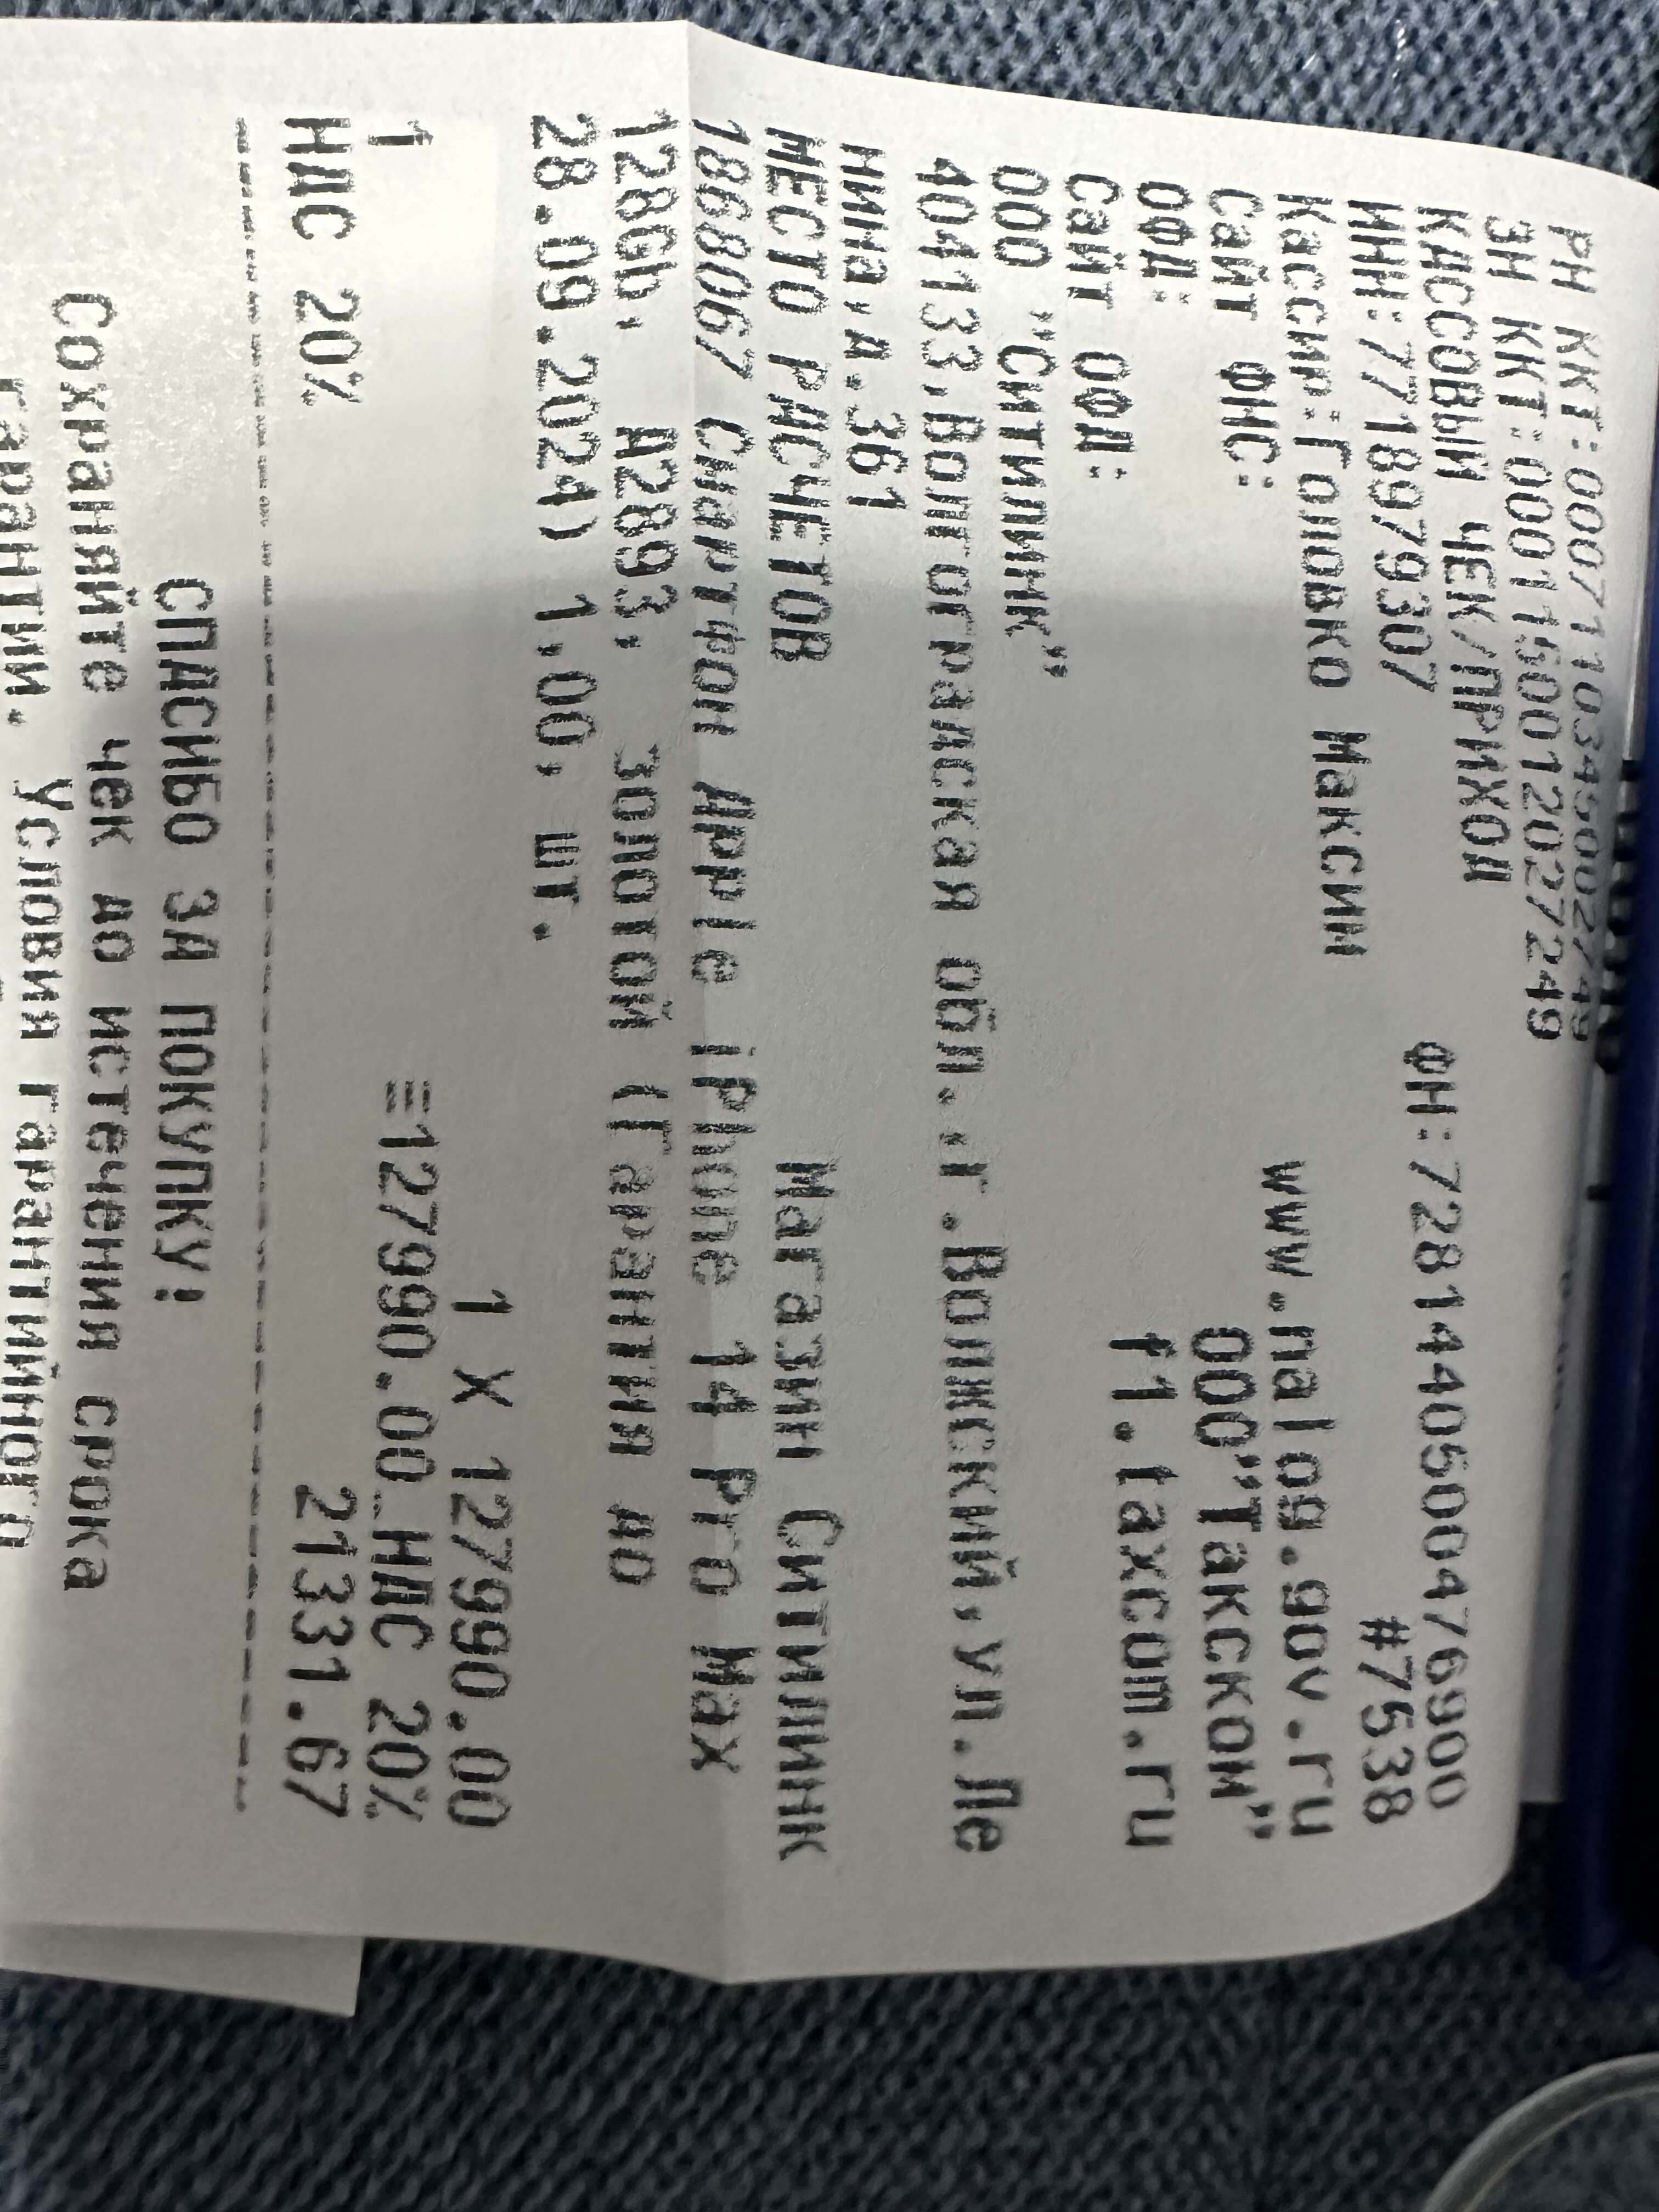 РН ККТ:0007110345002749
ЗН ККТ:0001150012027249
КАССОВЫЙ ЧЕК/ПРИХОД
ИНН:7718979307 ФН:7281440500476900
Кассир:Головко Максим #7538
Сайт ФНС: www.nalog.gov.ru
ОФД: ООО"Такском"
Сайт ОФД: f1.taxcom.ru
ООО "СИТИЛИНК"
404133,Волгоградская обл.,г.Волжский,ул.Ле
нина,д.361
МЕСТО РАСЧЕТОВ Магазин Ситилинк
1868067 Смартфон Apple iPhone 14 Pro Max
128Gb, A2893, золотой (Гарантия до
28.09.2024) 1.00, шт.
1 X 127990.00
1 ≡127990.00_НДС 20%
НДС 20% 21331.67
СПАСИБО ЗА ПОКУПКУ!
Сохраняйте чек до истечения срока
гарантии. Условия гарантийного